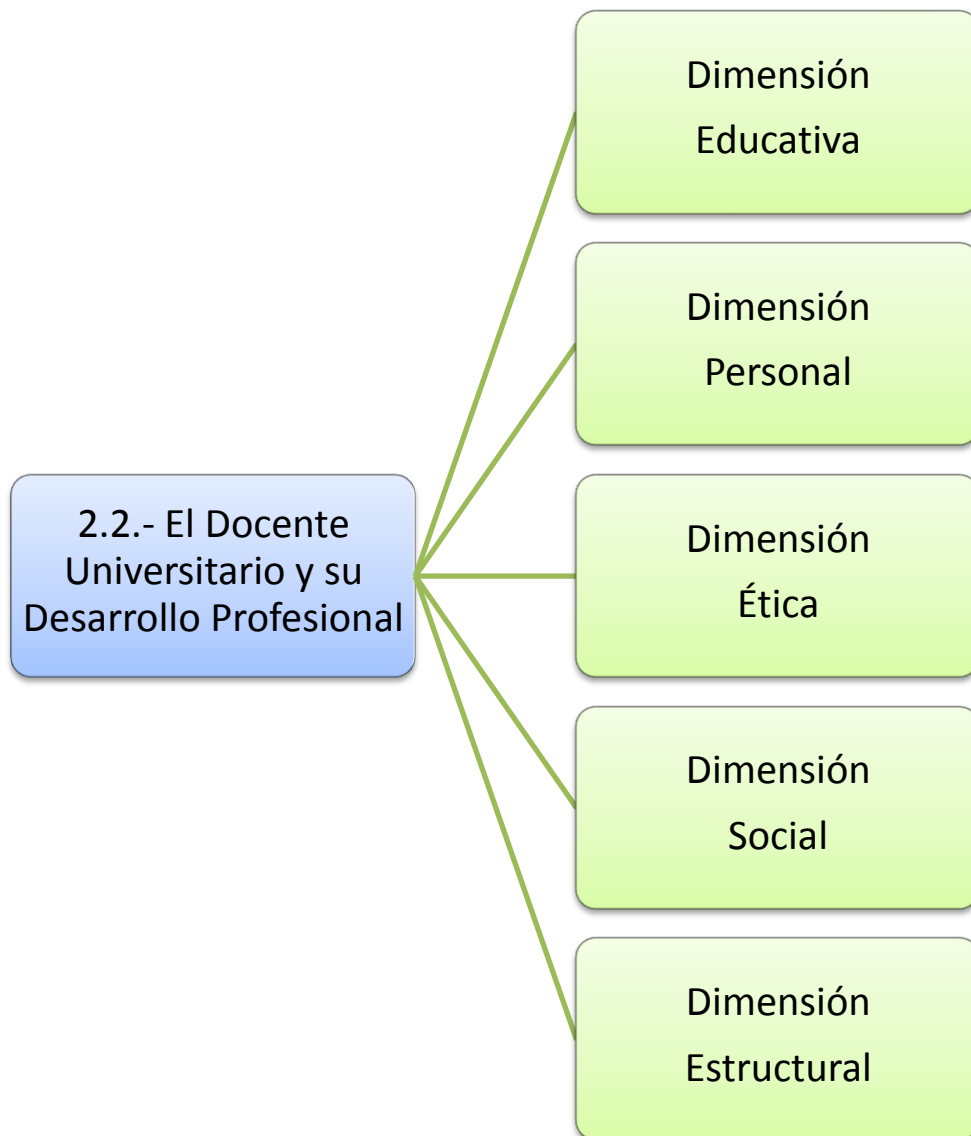 Dimensión
Educativa
Dimensión
Personal
2.2.- El Docente
Universitario y su
Desarrollo Profesional
Dimensión
Ética
Dimensión
Social
Dimensión
Estructural